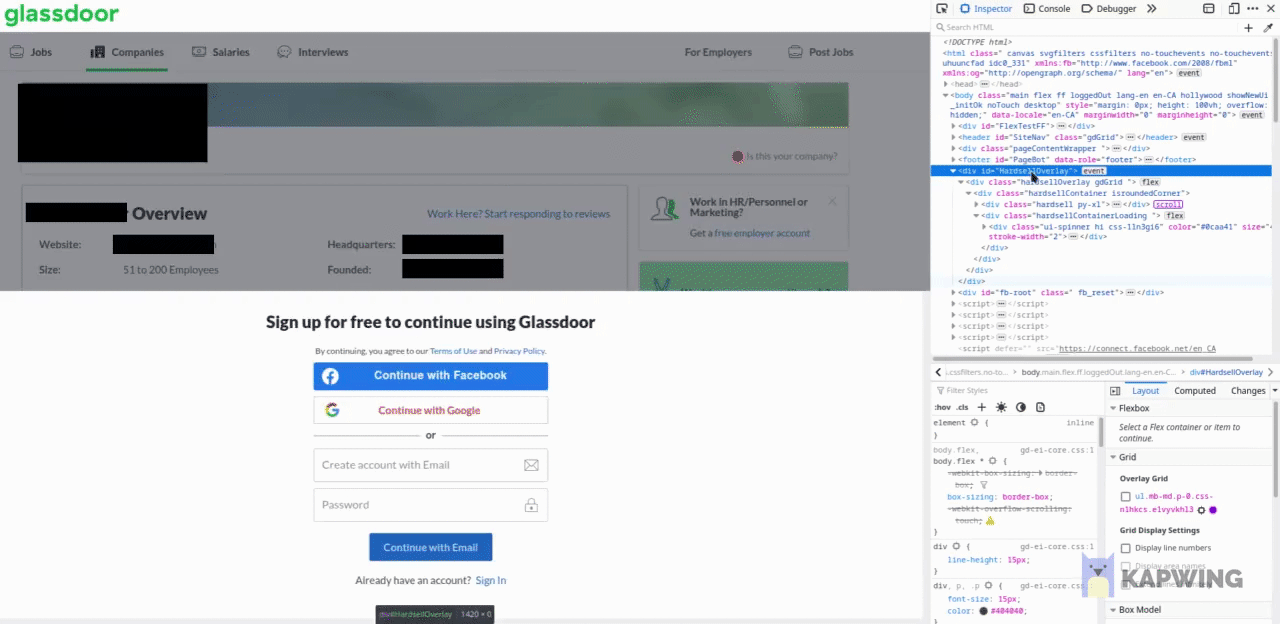 glassdoor
Jobs Companies Salaries Interviews For Employers Post Jobs
Is this your company?
Overview
Work Here? Start responding to reviews
Website:
Headquarters:
Size: 51 to 200 Employees
Founded:
Work in HR/Personnel or
Marketing?
Get a free employer account
Sign up for free to continue using Glassdoor
By continuing, you agree to our Terms of Use and Privacy Policy.
Continue with Facebook
Continue with Google
or
Create account with Email
Password
Continue with Email
Already have an account? Sign In
div#HardsellOverlay | 1420 × 0
Inspector Console Debugger
Search HTML
<!DOCTYPE html>
<html class=" canvas svgfilters cssfilters no-touchevents no-touchevents
uhuuncfad idc0_331" xmlns:fb="http://www.facebook.com/2008/fbml"
xmlns:og="http://opengraph.org/schema/" lang="en"> event
<head> ⋯ </head>
<body class="main flex ff loggedOut lang-en en-CA hollywood showNewUi
_initOk noTouch desktop" style="margin: 0px; height: 100vh; overflow:
hidden;" data-locale="en-CA" marginwidth="0" marginheight="0"> event
<div id="FlexTestFF"> ⋯ </div>
<header id="SiteNav" class="gdGrid"> ⋯ </header> event
<div class="pageContentWrapper "> ⋯ </div>
<footer id="PageBot" data-role="footer"> ⋯ </footer>
<div id="HardsellOverlay"> event
<div class="hardsellOverlay gdGrid "> flex
<div class="hardsellContainer isroundedCorner">
<div class="hardsell py-xl"> ⋯ </div> scroll
<div class="hardsellContainerLoading "> flex
<div class="ui-spinner hi css-1ln3gi6" color="#0caa41" size="4
stroke-width="2"> ⋯ </div>
</div>
</div>
</div>
</div>
<div id="fb-root" class=" fb_reset"> ⋯ </div>
<script> ⋯ </script>
<script> ⋯ </script>
<script> ⋯ </script>
<script> ⋯ </script>
<script defer="" src="https://connect.facebook.net/en_CA
i.cssfilters.no-to... > body.main.flex.ff.loggedOut.lang-en.en-C... > div#HardsellOverlay
Filter Styles
:hov .cls
element { inline
}
body.flex, gd-ei-core.css:1
body.flex * {
-webkit-box-sizing: border-
box;
box-sizing: border-box;
-webkit-overflow-scrolling:
touch;
}
div { gd-ei-core.css:1
line-height: 15px;
}
div, p, .p { gd-ei-core.css:
font-size: 15px;
color: #404040;
}
Layout Computed Changes
Flexbox
Select a Flex container or item to
continue.
Grid
Overlay Grid
ul.mb-md.p-0.css-
nlhkcs.e1vyvkhl3
Grid Display Settings
Display line numbers
Display area names
Box Model
KAPWING